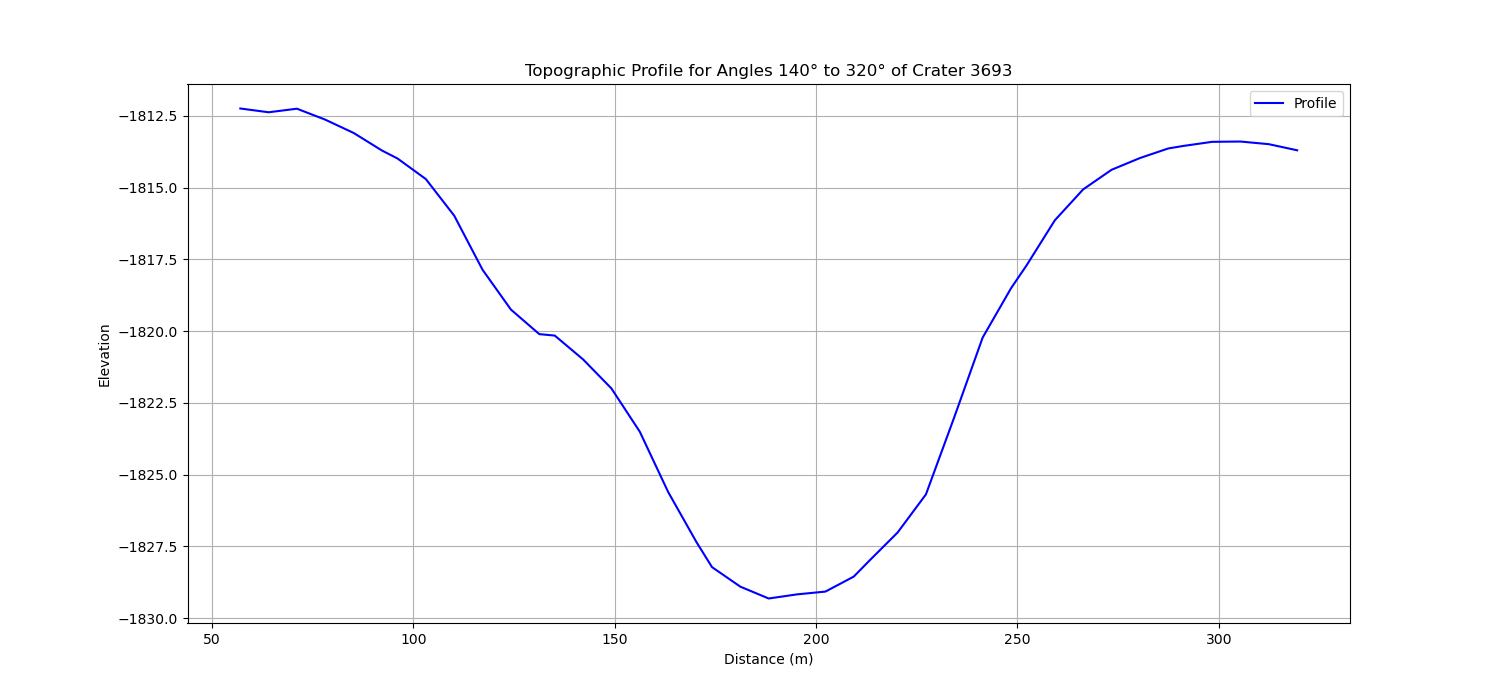 Topographic Profile for Angles 140° to 320° of Crater 3693
Profile
−1812.5
−1815.0
−1817.5
−1820.0
−1822.5
−1825.0
−1827.5
−1830.0
Elevation
50 100 150 200 250 300
Distance (m)